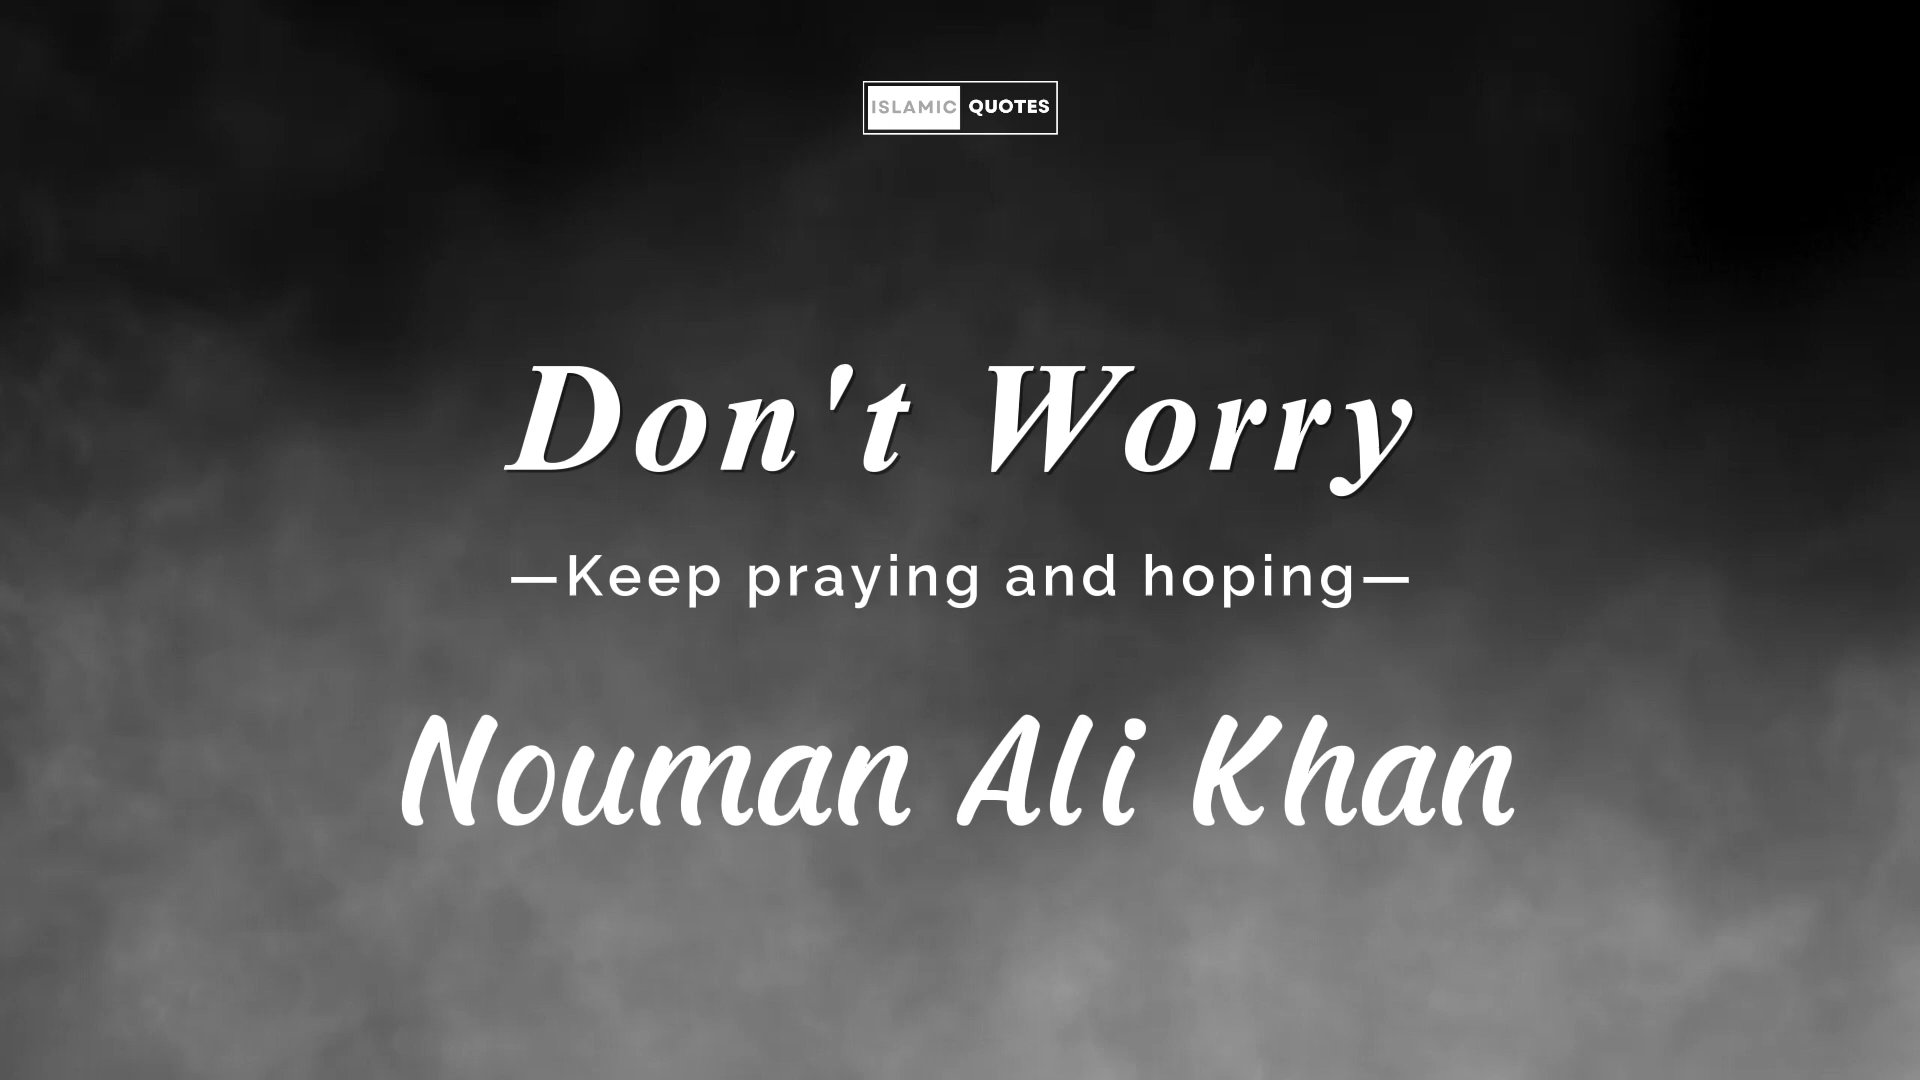 ISLAMIC QUOTES
Don't Worry
—Keep praying and hoping—
Nouman Ali Khan